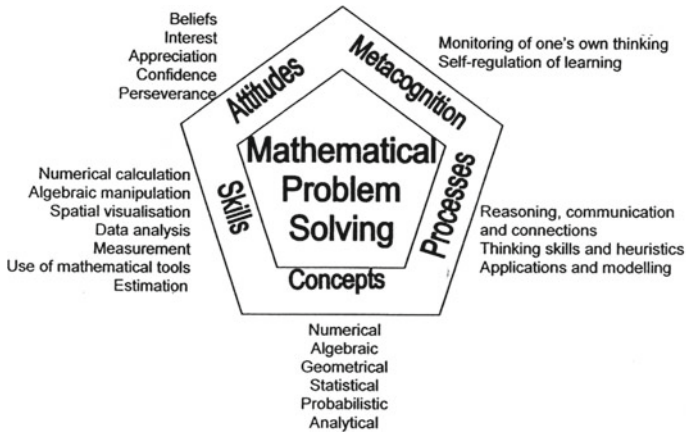 Beliefs
Interest
Appreciation
Confidence
Perseverance
Attitudes
Metacognition
Monitoring of one's own thinking
Self-regulation of learning
Numerical calculation
Algebraic manipulation
Spatial visualisation
Data analysis
Measurement
Use of mathematical tools
Estimation
Skills
Mathematical
Problem
Solving
Processes
Reasoning, communication
and connections
Thinking skills and heuristics
Applications and modelling
Concepts
Numerical
Algebraic
Geometrical
Statistical
Probabilistic
Analytical